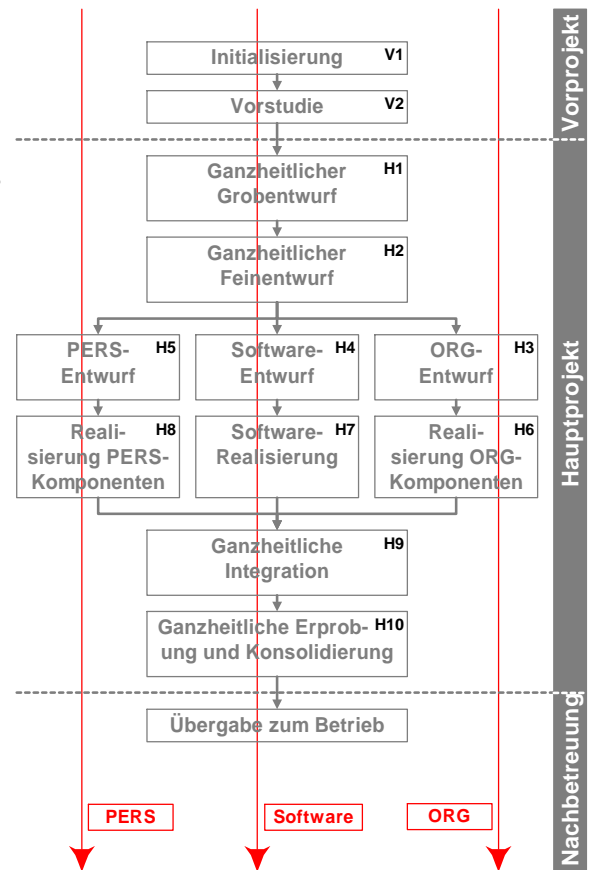 Initialisierung V1
Vorstudie V2
Vorprojekt
Ganzheitlicher H1
Grobentwurf
Ganzheitlicher H2
Feinentwurf
PERS- H5
Entwurf
Software- H4
Entwurf
ORG- H3
Entwurf
Reali- H8
sierung PERS-
Komponenten
Software- H7
Realisierung
Reali- H6
sierung ORG-
Komponenten
Ganzheitliche H9
Integration
Ganzheitliche Erprob- H10
ung und Konsolidierung
Hauptprojekt
Übergabe zum Betrieb
Nachbetreuung
PERS
Software
ORG